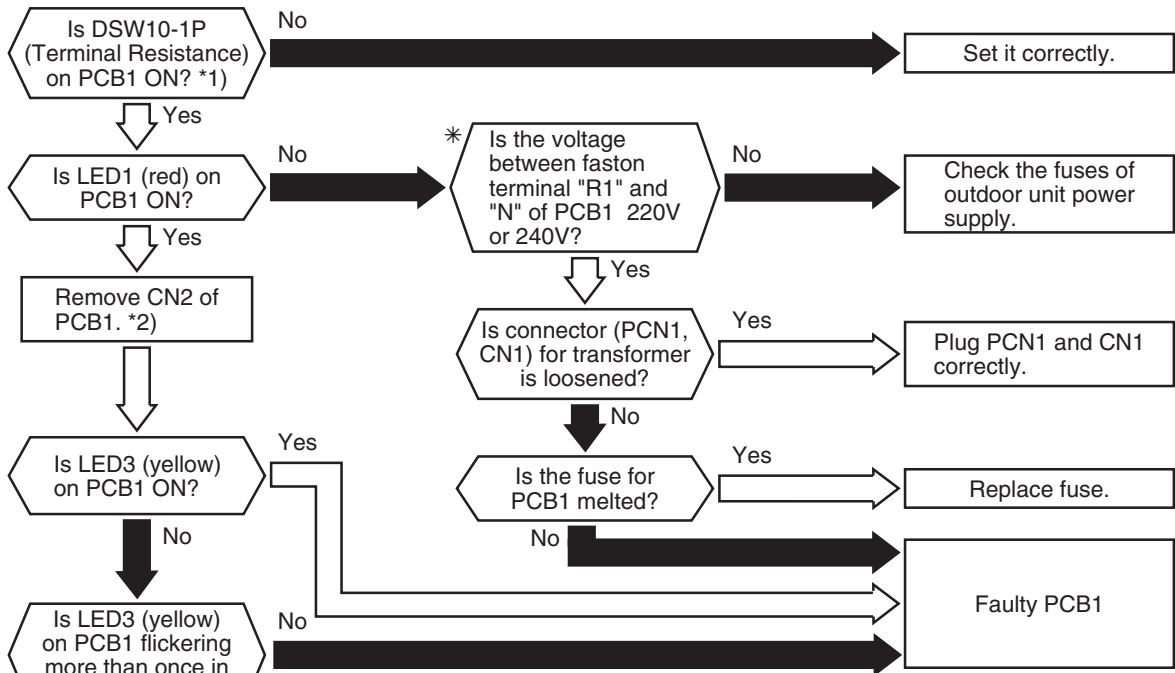 Is DSW10-1P
(Terminal Resistance)
on PCB1 ON? *1)
No
Set it correctly.
Yes
Is LED1 (red) on
PCB1 ON?
No
✳
Is the voltage
between faston
terminal "R1" and
"N" of PCB1 220V
or 240V?
No
Check the fuses of
outdoor unit power
supply.
Yes
Yes
Remove CN2 of
PCB1. *2)
Is connector (PCN1,
CN1) for transformer
is loosened?
Yes
Plug PCN1 and CN1
correctly.
No
Is LED3 (yellow)
on PCB1 ON?
Yes
Is the fuse for
PCB1 melted?
Yes
Replace fuse.
No
No
Faulty PCB1
Is LED3 (yellow)
on PCB1 flickering
more than once in
No